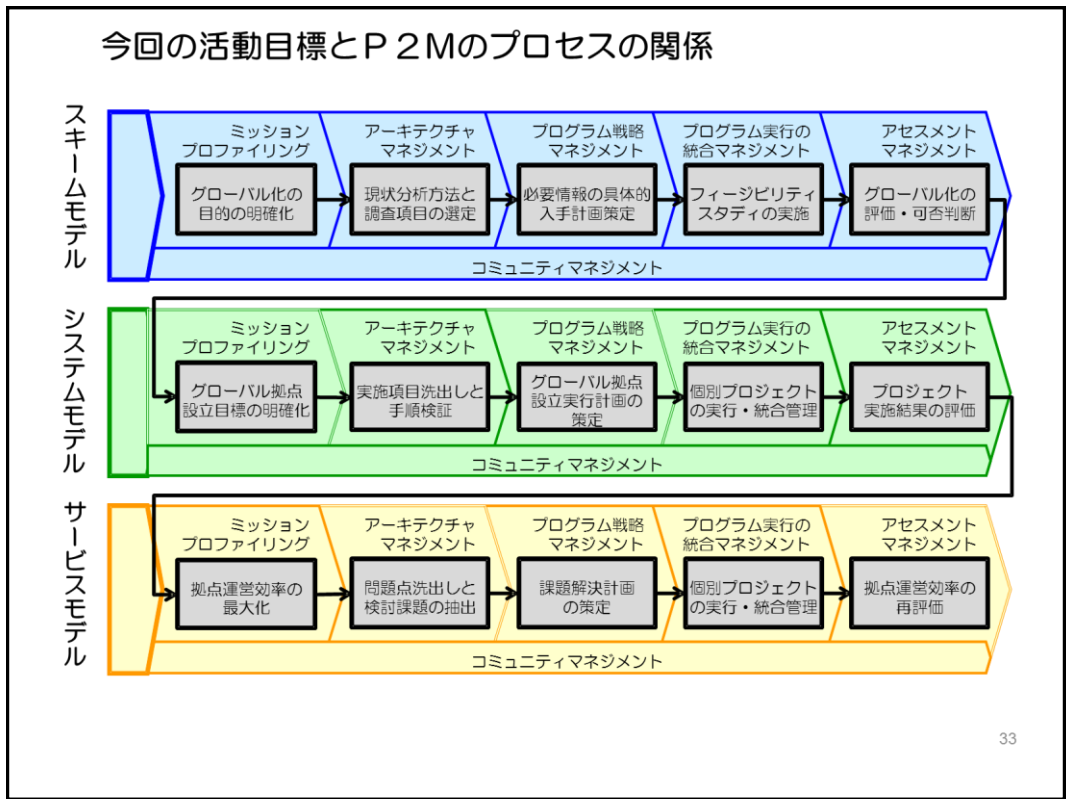 今回の活動目標とP2Mのプロセスの関係
スキームモデル
ミッション
プロファイリング
グローバル化の
目的の明確化
アーキテクチャ
マネジメント
現状分析方法と
調査項目の選定
プログラム戦略
マネジメント
必要情報の具体的
入手計画策定
プログラム実行の
統合マネジメント
フィージビリティ
スタディの実施
アセスメント
マネジメント
グローバル化の
評価・可否判断
コミュニティマネジメント
システムモデル
ミッション
プロファイリング
グローバル拠点
設立目標の明確化
アーキテクチャ
マネジメント
実施項目洗出しと
手順検証
プログラム戦略
マネジメント
グローバル拠点
設立実行計画の
策定
プログラム実行の
統合マネジメント
個別プロジェクト
の実行・統合管理
アセスメント
マネジメント
プロジェクト
実施結果の評価
コミュニティマネジメント
サービスモデル
ミッション
プロファイリング
拠点運営効率の
最大化
アーキテクチャ
マネジメント
問題点洗出しと
検討課題の抽出
プログラム戦略
マネジメント
課題解決計画
の策定
プログラム実行の
統合マネジメント
個別プロジェクト
の実行・統合管理
アセスメント
マネジメント
拠点運営効率の
再評価
コミュニティマネジメント
33